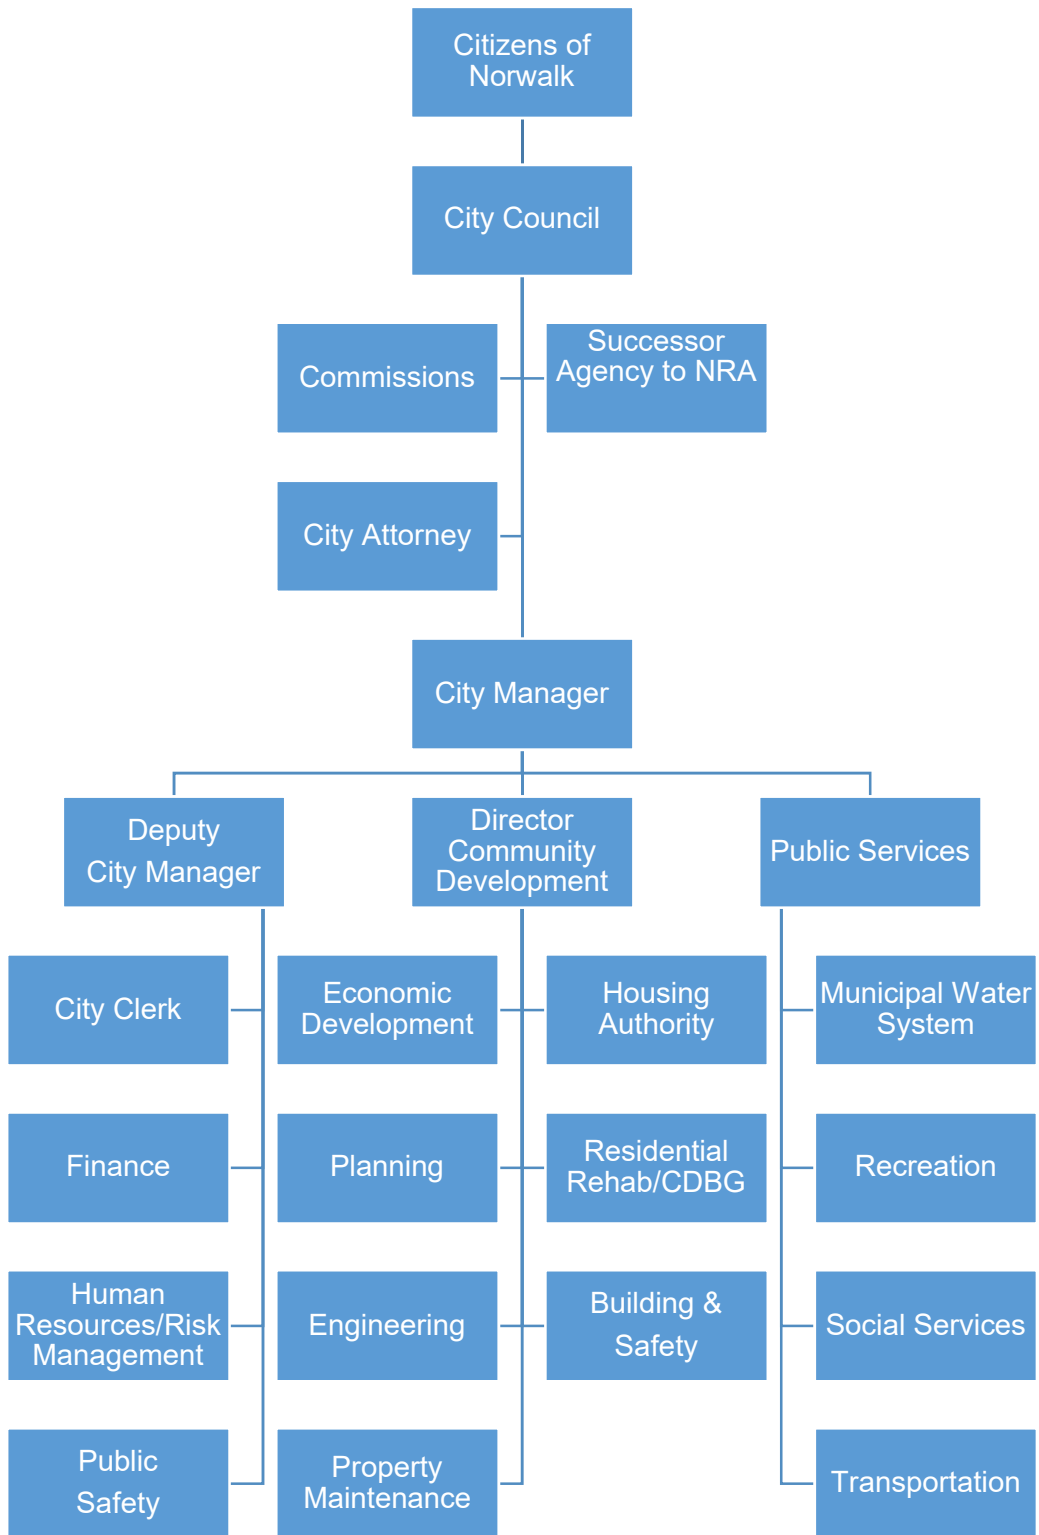 Citizens of
Norwalk
City Council
Commissions
Successor
Agency to NRA
City Attorney
City Manager
Deputy
City Manager
Director
Community
Development
Public Services
City Clerk
Economic
Development
Housing
Authority
Municipal Water
System
Finance
Planning
Residential
Rehab/CDBG
Recreation
Human
Resources/Risk
Management
Engineering
Building &
Safety
Social Services
Public
Safety
Property
Maintenance
Transportation